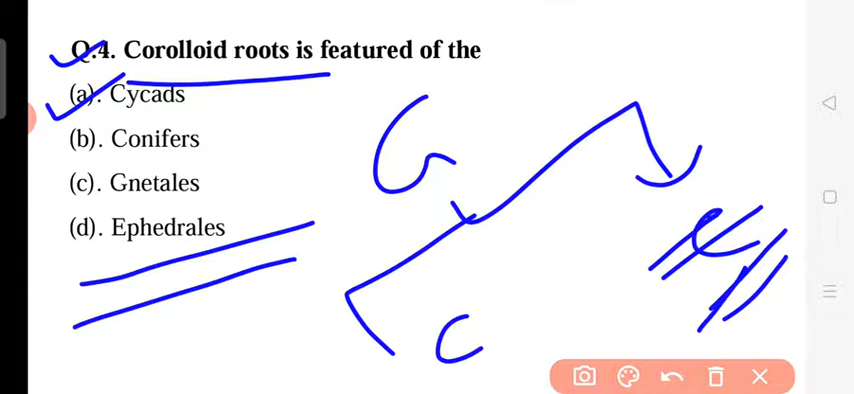 Q.4. Corolloid roots is featured of the
(a). Cycads
(b). Conifers
(c). Gnetales
(d). Ephedrales
G
C